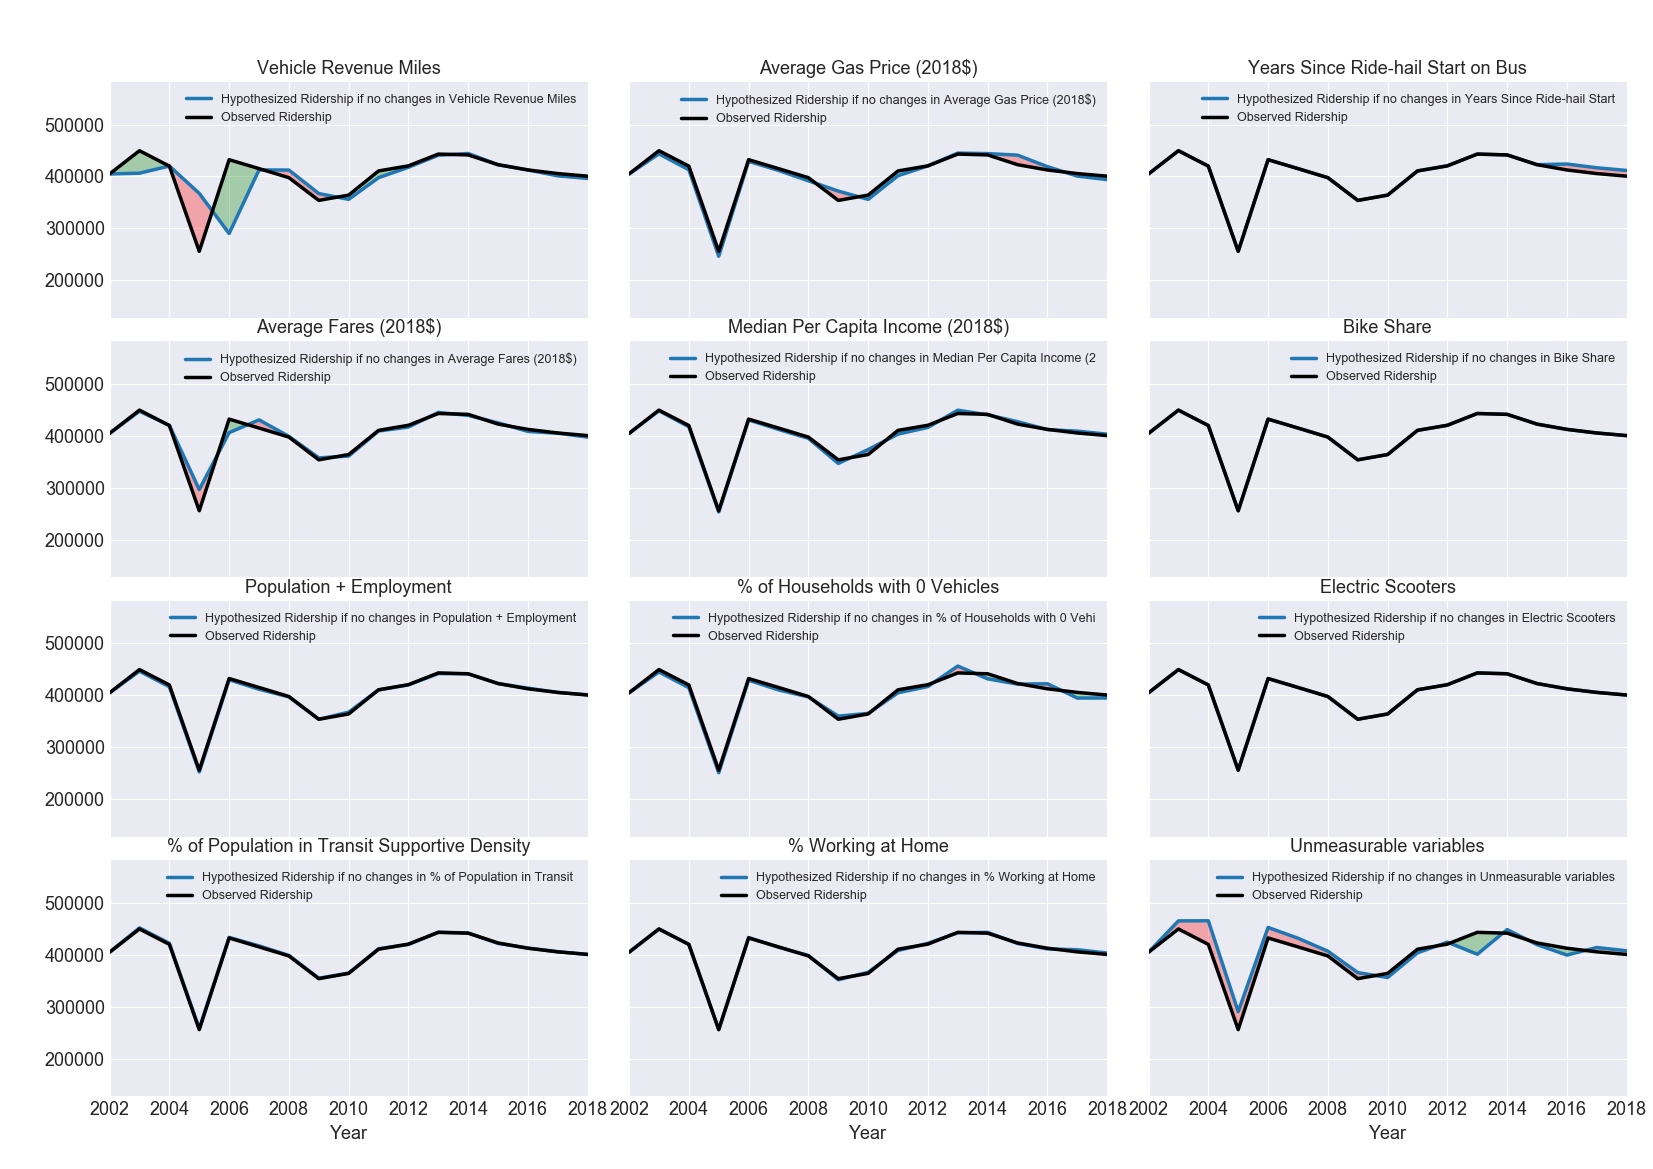 Vehicle Revenue Miles
Hypothesized Ridership if no changes in Vehicle Revenue Miles
Observed Ridership
500000
400000
300000
200000
Average Gas Price (2018$)
Hypothesized Ridership if no changes in Average Gas Price (2018$)
Observed Ridership
Years Since Ride-hail Start on Bus
Hypothesized Ridership if no changes in Years Since Ride-hail Start
Observed Ridership
Average Fares (2018$)
Hypothesized Ridership if no changes in Average Fares (2018$)
Observed Ridership
500000
400000
300000
200000
Median Per Capita Income (2018$)
Hypothesized Ridership if no changes in Median Per Capita Income (2
Observed Ridership
Bike Share
Hypothesized Ridership if no changes in Bike Share
Observed Ridership
Population + Employment
Hypothesized Ridership if no changes in Population + Employment
Observed Ridership
500000
400000
300000
200000
% of Households with 0 Vehicles
Hypothesized Ridership if no changes in % of Households with 0 Vehi
Observed Ridership
Electric Scooters
Hypothesized Ridership if no changes in Electric Scooters
Observed Ridership
% of Population in Transit Supportive Density
Hypothesized Ridership if no changes in % of Population in Transit
Observed Ridership
500000
400000
300000
200000
2002 2004 2006 2008 2010 2012 2014 2016 2018
Year
% Working at Home
Hypothesized Ridership if no changes in % Working at Home
Observed Ridership
2002 2004 2006 2008 2010 2012 2014 2016 2018
Year
Unmeasurable variables
Hypothesized Ridership if no changes in Unmeasurable variables
Observed Ridership
2002 2004 2006 2008 2010 2012 2014 2016 2018
Year